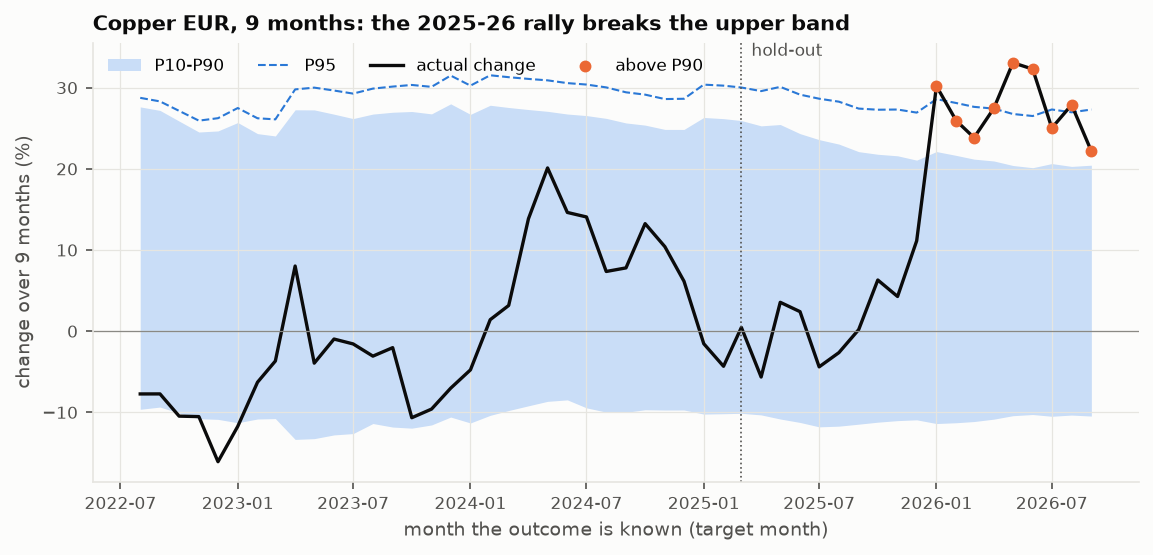 Copper EUR, 9 months: the 2025-26 rally breaks the upper band
hold-out
P10-P90 P95 actual change above P90
change over 9 months (%)
30
20
10
0
−10
2022-07 2023-01 2023-07 2024-01 2024-07 2025-01 2025-07 2026-01 2026-07
month the outcome is known (target month)